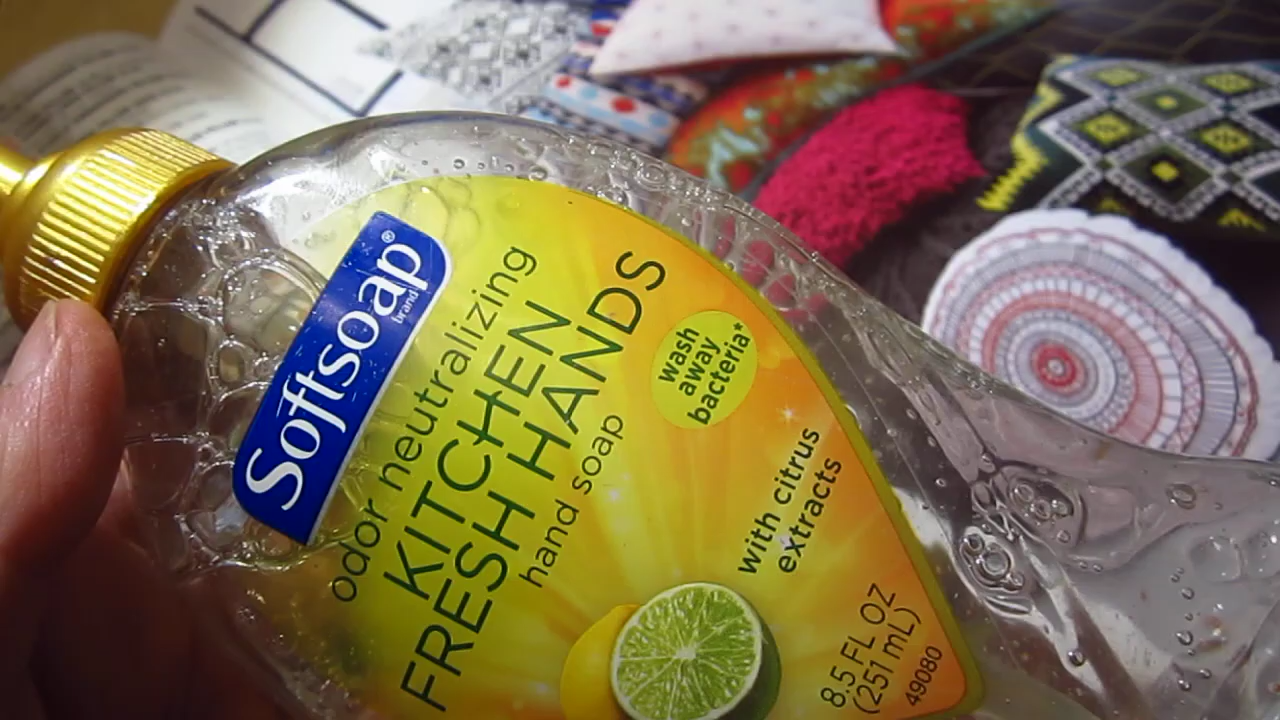 Softsoap®
brand
odor neutralizing
KITCHEN
FRESH HANDS
hand soap
wash
away
bacteria*
with citrus
extracts
8.5 FL OZ
(251 mL)
49080